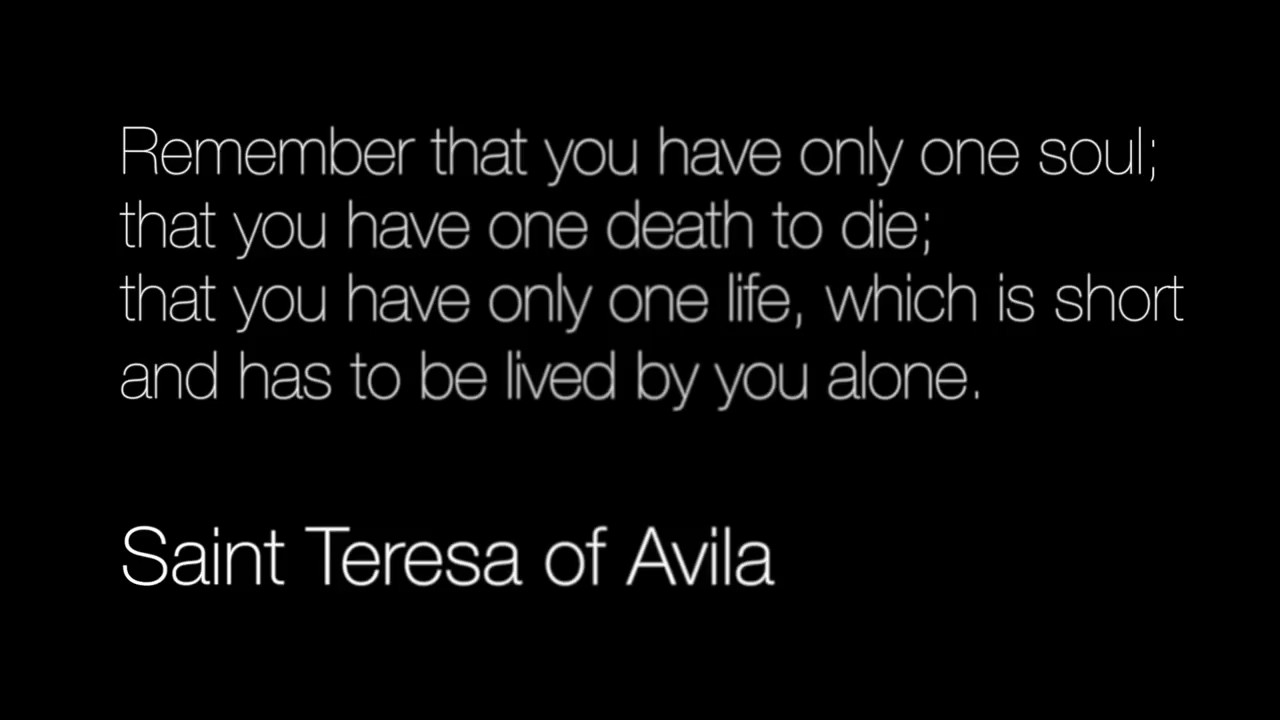 Remember that you have only one soul;
that you have one death to die;
that you have only one life, which is short
and has to be lived by you alone.
Saint Teresa of Avila